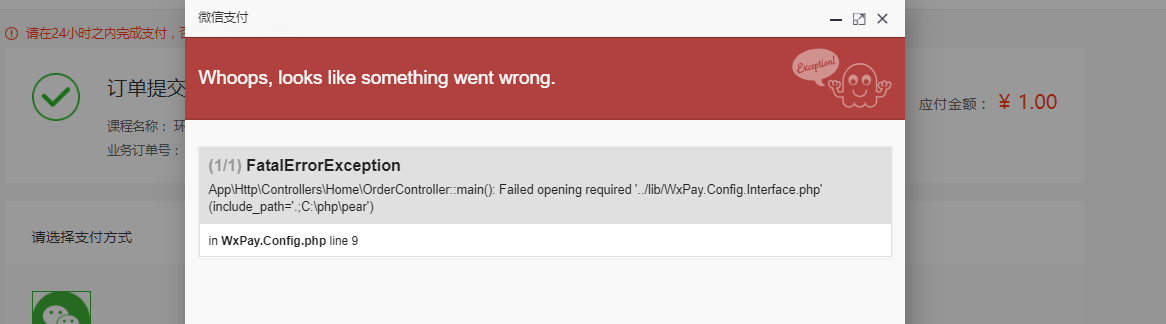 微信支付
请在24小时之内完成支付，
Whoops, looks like something went wrong.
Exception!
订单提交
应付金额： ¥ 1.00
课程名称： 环
业务订单号：
(1/1) FatalErrorException
App\Http\Controllers\Home\OrderController::main(): Failed opening required '../lib/WxPay.Config.Interface.php'
(include_path='.;C:\php\pear')
请选择支付方式
in WxPay.Config.php line 9